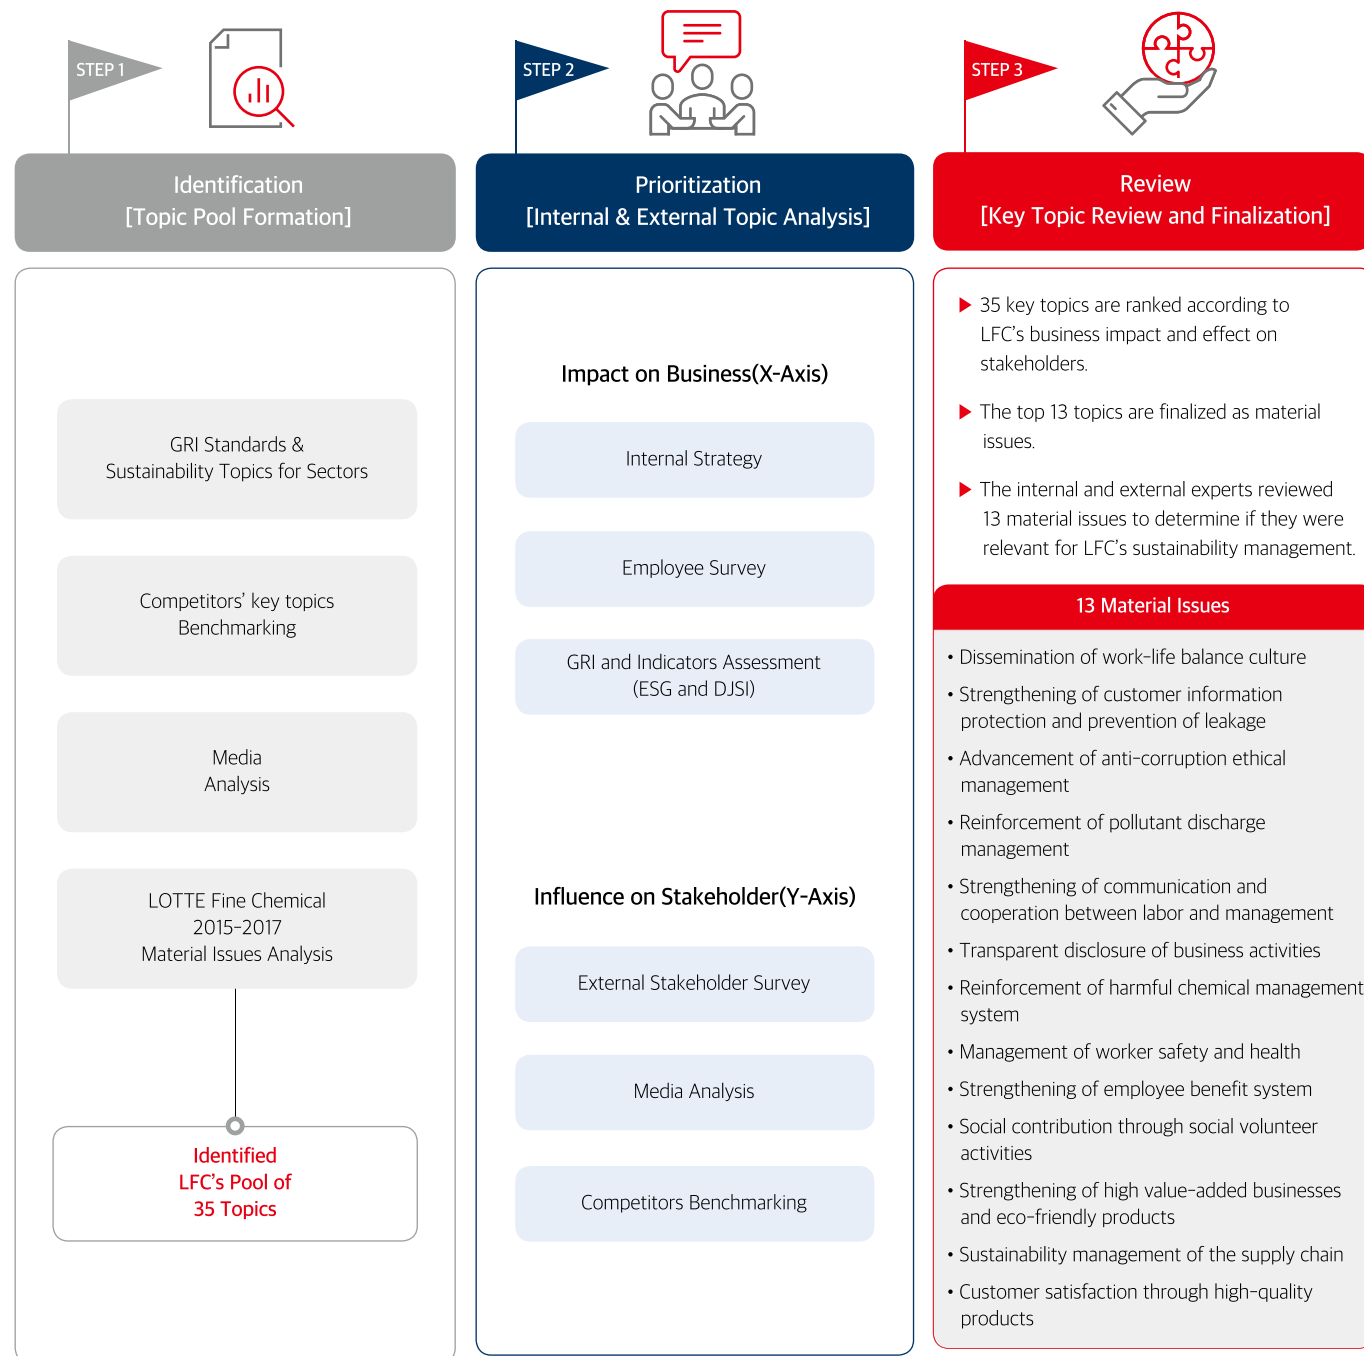 STEP 1
Identification
[Topic Pool Formation]
GRI Standards &
Sustainability Topics for Sectors
Competitors’ key topics
Benchmarking
Media
Analysis
LOTTE Fine Chemical
2015-2017
Material Issues Analysis
Identified
LFC’s Pool of
35 Topics
STEP 2
Prioritization
[Internal & External Topic Analysis]
Impact on Business(X-Axis)
Internal Strategy
Employee Survey
GRI and Indicators Assessment
(ESG and DJSI)
Influence on Stakeholder(Y-Axis)
External Stakeholder Survey
Media Analysis
Competitors Benchmarking
STEP 3
Review
[Key Topic Review and Finalization]
▶ 35 key topics are ranked according to
LFC’s business impact and effect on
stakeholders.
▶ The top 13 topics are finalized as material
issues.
▶ The internal and external experts reviewed
13 material issues to determine if they were
relevant for LFC’s sustainability management.
13 Material Issues
• Dissemination of work-life balance culture
• Strengthening of customer information
protection and prevention of leakage
• Advancement of anti-corruption ethical
management
• Reinforcement of pollutant discharge
management
• Strengthening of communication and
cooperation between labor and management
• Transparent disclosure of business activities
• Reinforcement of harmful chemical management
system
• Management of worker safety and health
• Strengthening of employee benefit system
• Social contribution through social volunteer
activities
• Strengthening of high value-added businesses
and eco-friendly products
• Sustainability management of the supply chain
• Customer satisfaction through high-quality
products